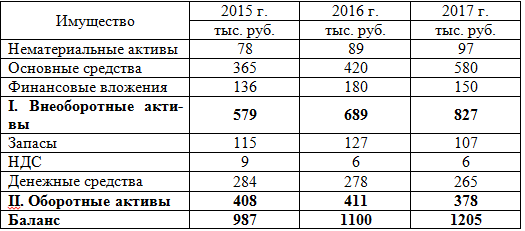 Имущество 2015 г. 2016 г. 2017 г.
тыс. руб. тыс. руб. тыс. руб.
Нематериальные активы 78 89 97
Основные средства 365 420 580
Финансовые вложения 136 180 150
I. Внеоборотные акти-
вы 579 689 827
Запасы 115 127 107
НДС 9 6 6
Денежные средства 284 278 265
II. Оборотные активы 408 411 378
Баланс 987 1100 1205